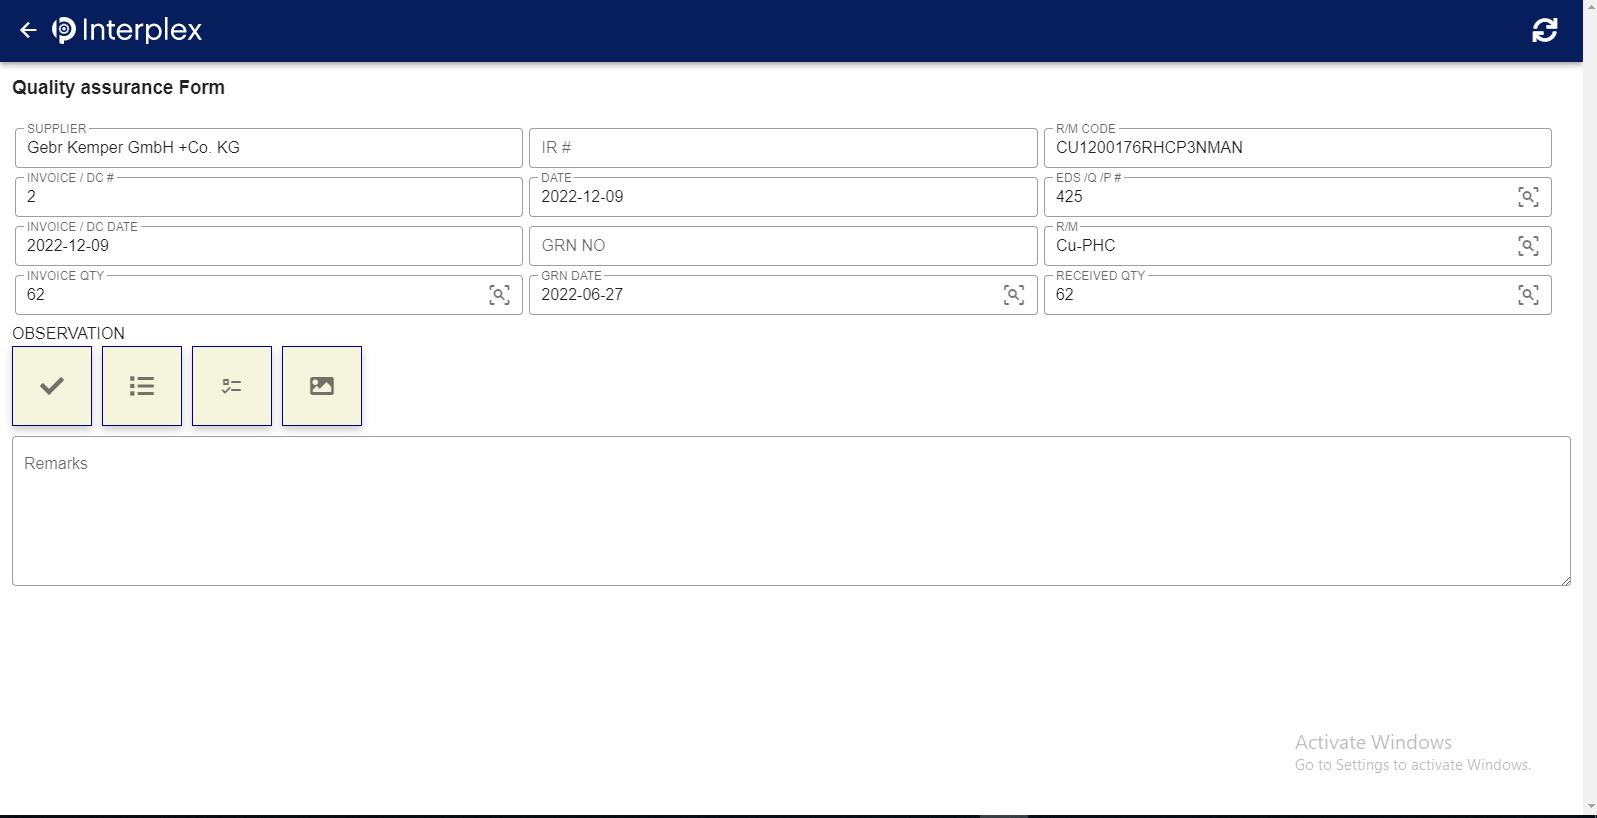 Interplex
Quality assurance Form
SUPPLIER
Gebr Kemper GmbH +Co. KG
IR #
R/M CODE
CU1200176RHCP3NMAN
INVOICE / DC #
2
DATE
2022-12-09
EDS /Q /P #
425
INVOICE / DC DATE
2022-12-09
GRN NO
R/M
Cu-PHC
INVOICE QTY
62
GRN DATE
2022-06-27
RECEIVED QTY
62
OBSERVATION
Remarks
Activate Windows
Go to Settings to activate Windows.